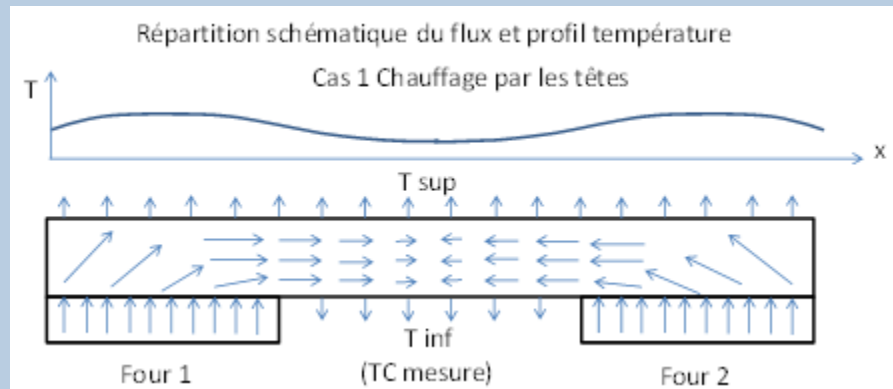 Répartition schématique du flux et profil température
Cas 1 Chauffage par les têtes
T
x
T sup
T inf
(TC mesure)
Four 1
Four 2